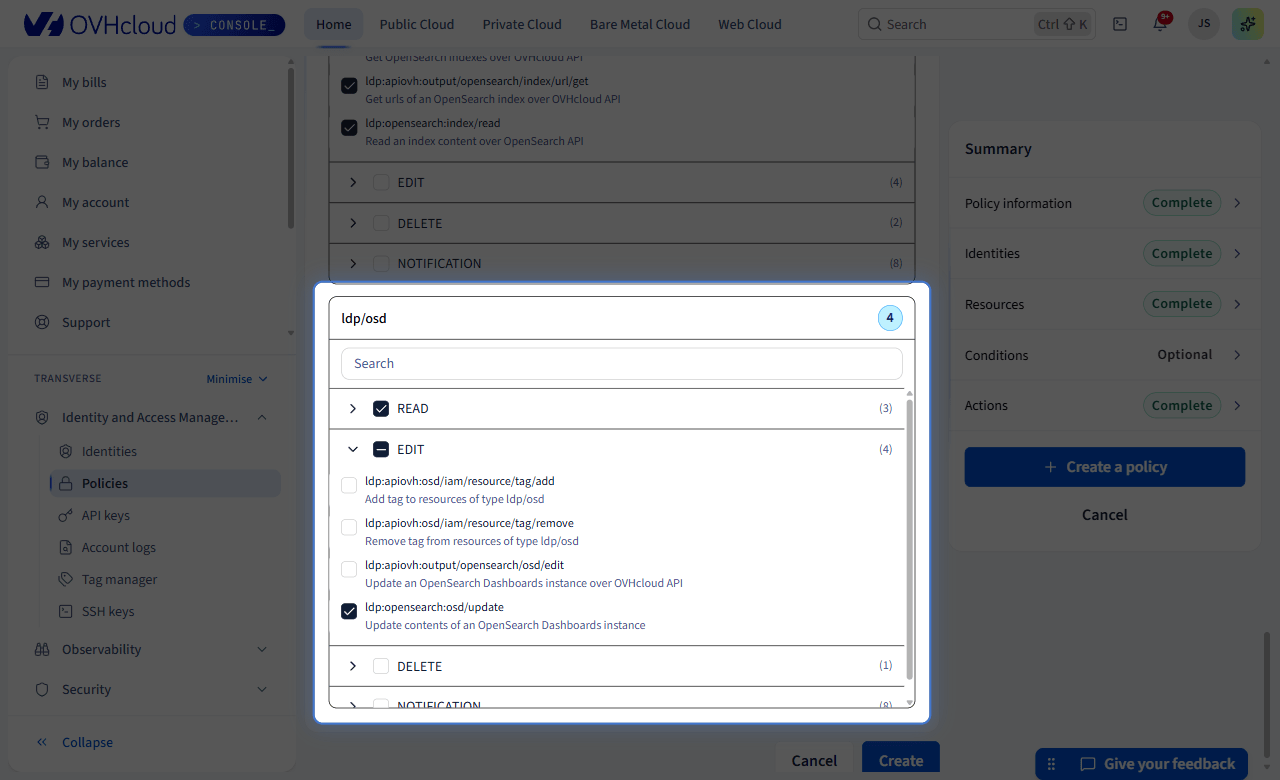 OVHcloud
> CONSOLE_
Home
Public Cloud
Private Cloud
Bare Metal Cloud
Web Cloud
Search
Ctrl ⇧ K
9+
JS
My bills
My orders
My balance
My account
My services
My payment methods
Support
TRANSVERSE
Minimise
Identity and Access Manage...
Identities
Policies
API keys
Account logs
Tag manager
SSH keys
Observability
Security
Collapse
Get OpenSearch indexes over OVHcloud API
ldp:apiovh:output/opensearch/index/url/get
Get urls of an OpenSearch index over OVHcloud API
ldp:opensearch:index/read
Read an index content over OpenSearch API
EDIT (4)
DELETE (2)
NOTIFICATION (8)
ldp/osd 4
Search
READ (3)
EDIT (4)
ldp:apiovh:osd/iam/resource/tag/add
Add tag to resources of type ldp/osd
ldp:apiovh:osd/iam/resource/tag/remove
Remove tag from resources of type ldp/osd
ldp:apiovh:output/opensearch/osd/edit
Update an OpenSearch Dashboards instance over OVHcloud API
ldp:opensearch:osd/update
Update contents of an OpenSearch Dashboards instance
DELETE (1)
NOTIFICATION (8)
Cancel
Create
Summary
Policy information Complete
Identities Complete
Resources Complete
Conditions Optional
Actions Complete
+ Create a policy
Cancel
Give your feedback